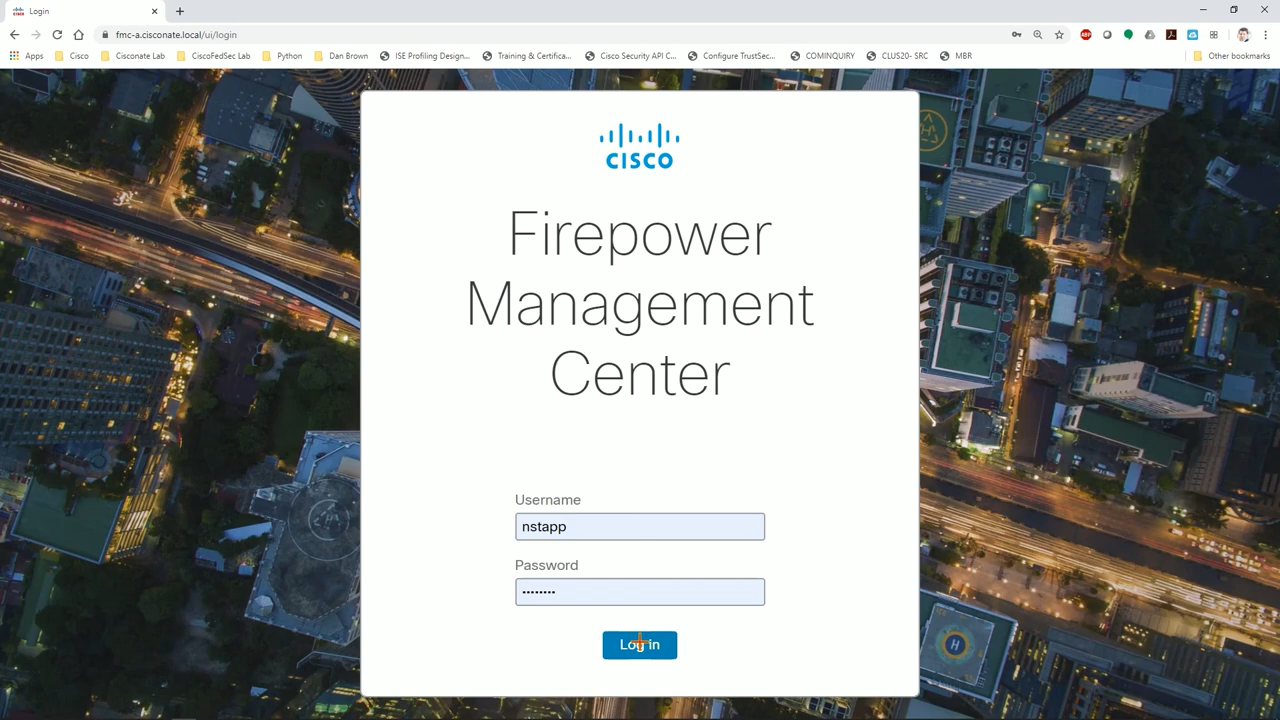 Login
fmc-a.cisconate.local/ui/login
Apps Cisco Cisconate Lab CiscoFedSec Lab Python Dan Brown ISE Profiling Design... Training & Certifica... Cisco Security API C... Configure TrustSec... COMINQUIRY CLUS20- SRC MBR Other bookmarks
CISCO
Firepower
Management
Center
Username
nstapp
Password
••••••••
Log in